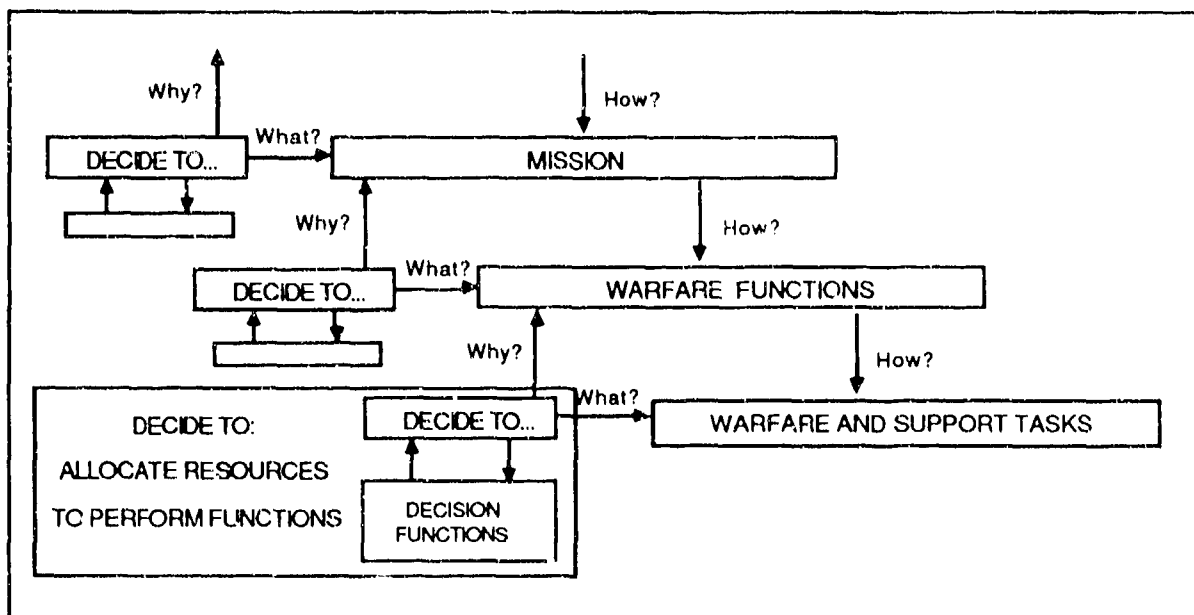 Why?
How?
What?
DECIDE TO...
MISSION
Why?
How?
What?
DECIDE TO...
WARFARE FUNCTIONS
Why?
How?
What?
DECIDE TO:
DECIDE TO...
WARFARE AND SUPPORT TASKS
ALLOCATE RESOURCES
TO PERFORM FUNCTIONS
DECISION
FUNCTIONS